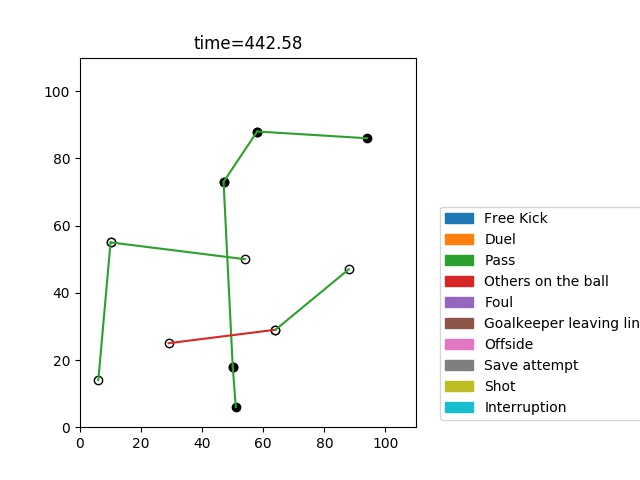 time=442.58
100
80
60
40
20
0
0 20 40 60 80 100
Free Kick
Duel
Pass
Others on the ball
Foul
Goalkeeper leaving lin
Offside
Save attempt
Shot
Interruption